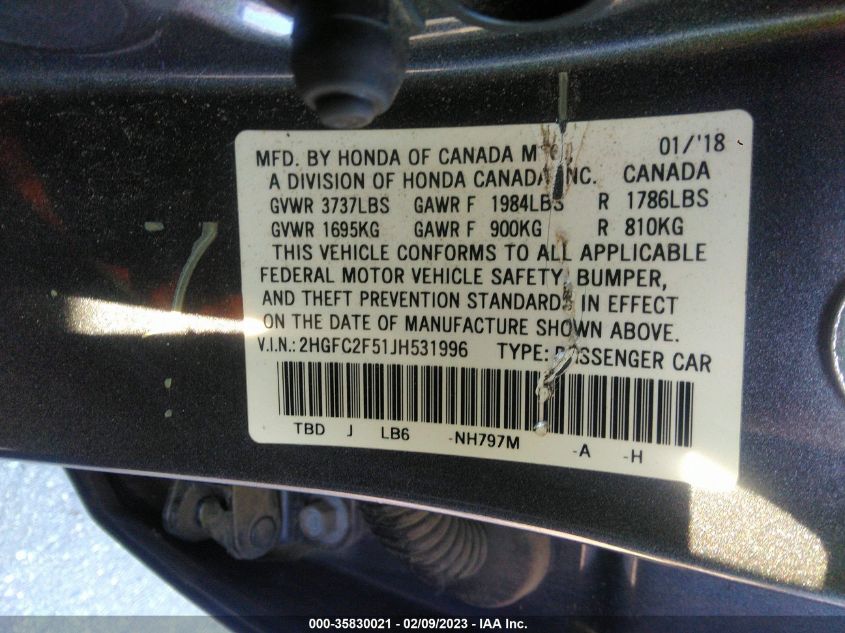 MFD. BY HONDA OF CANADA M 01/'18
A DIVISION OF HONDA CANADA INC. CANADA
GVWR 3737LBS GAWR F 1984LBS R 1786LBS
GVWR 1695KG GAWR F 900KG R 810KG
THIS VEHICLE CONFORMS TO ALL APPLICABLE
FEDERAL MOTOR VEHICLE SAFETY, BUMPER,
AND THEFT PREVENTION STANDARDS IN EFFECT
ON THE DATE OF MANUFACTURE SHOWN ABOVE.
V.I.N.: 2HGFC2F51JH531996 TYPE: PASSENGER CAR
TBD J LB6 -NH797M -A -H
000-35830021 - 02/09/2023 - IAA Inc.